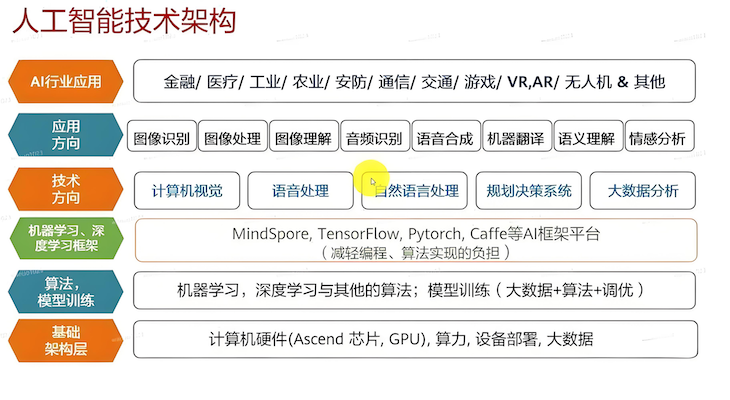 人工智能技术架构
AI行业应用
金融/ 医疗/ 工业/ 农业/ 安防/ 通信/ 交通/ 游戏/ VR,AR/ 无人机 & 其他
应用
方向
图像识别 图像处理 图像理解 音频识别 语音合成 机器翻译 语义理解 情感分析
技术
方向
计算机视觉 语音处理 自然语言处理 规划决策系统 大数据分析
机器学习、深
度学习框架
MindSpore, TensorFlow, Pytorch, Caffe等AI框架平台
（减轻编程、算法实现的负担）
算法，
模型训练
机器学习，深度学习与其他的算法；模型训练（大数据+算法+调优）
基础
架构层
计算机硬件(Ascend 芯片, GPU), 算力, 设备部署, 大数据